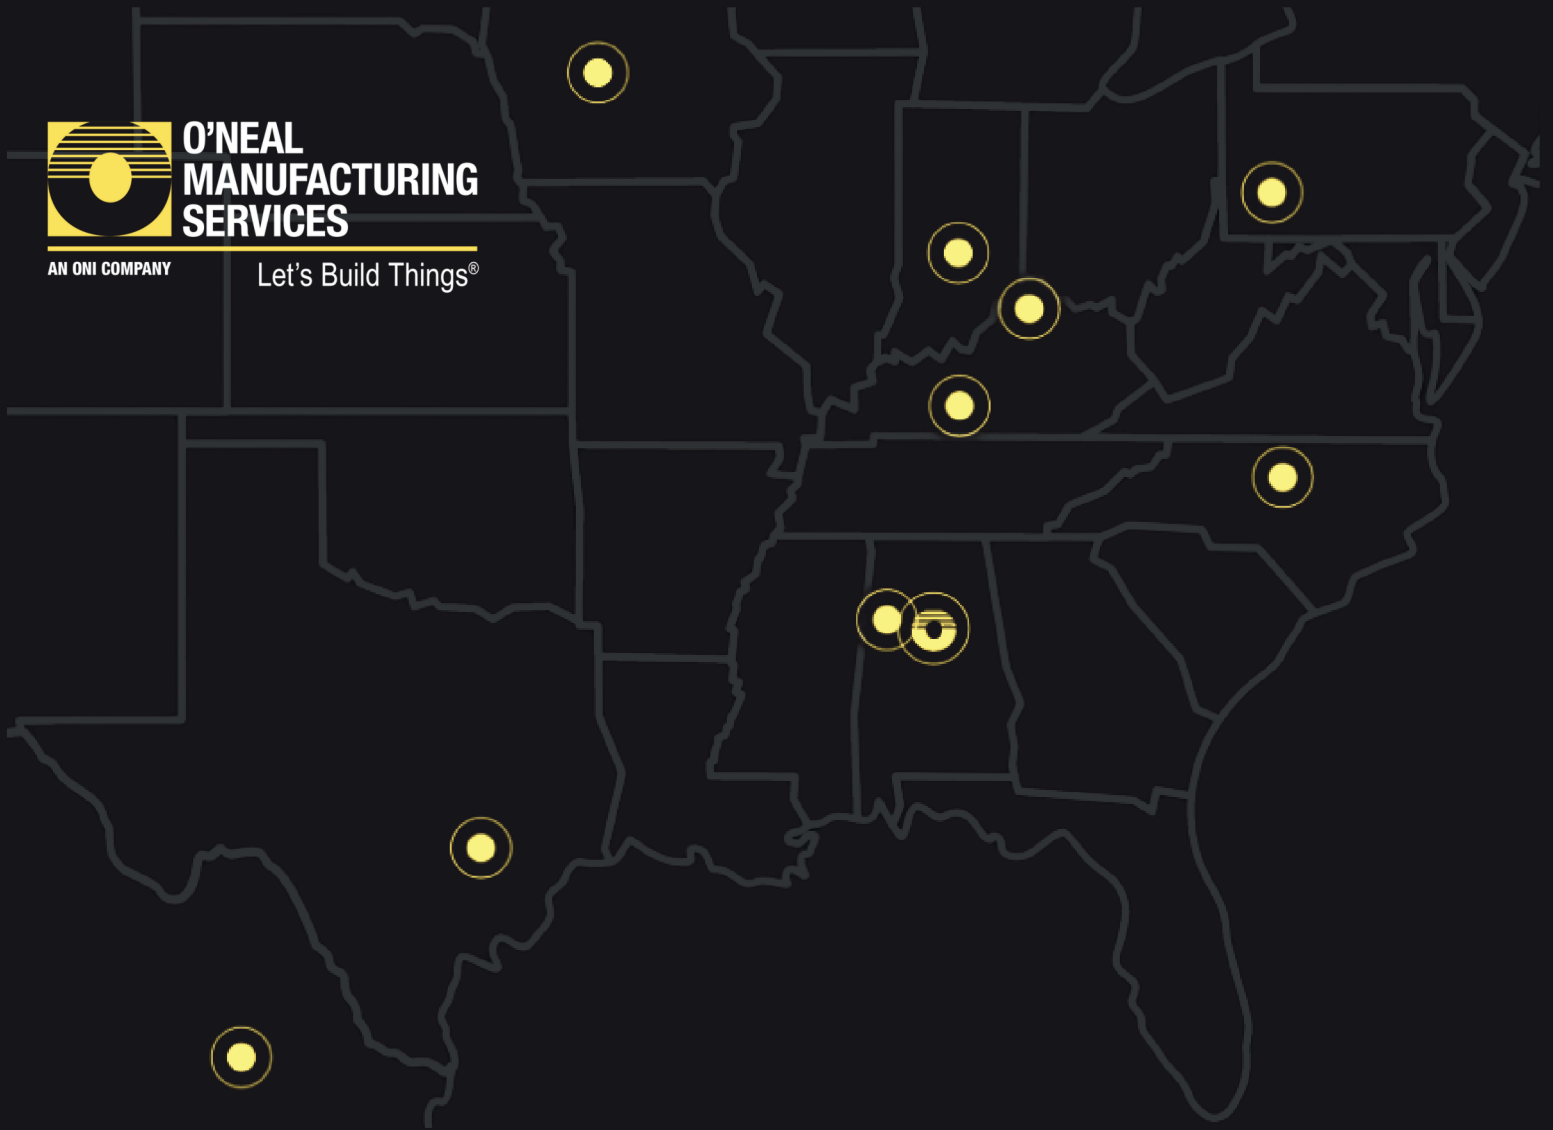 O'NEAL
MANUFACTURING
SERVICES
AN ONI COMPANY
Let's Build Things®